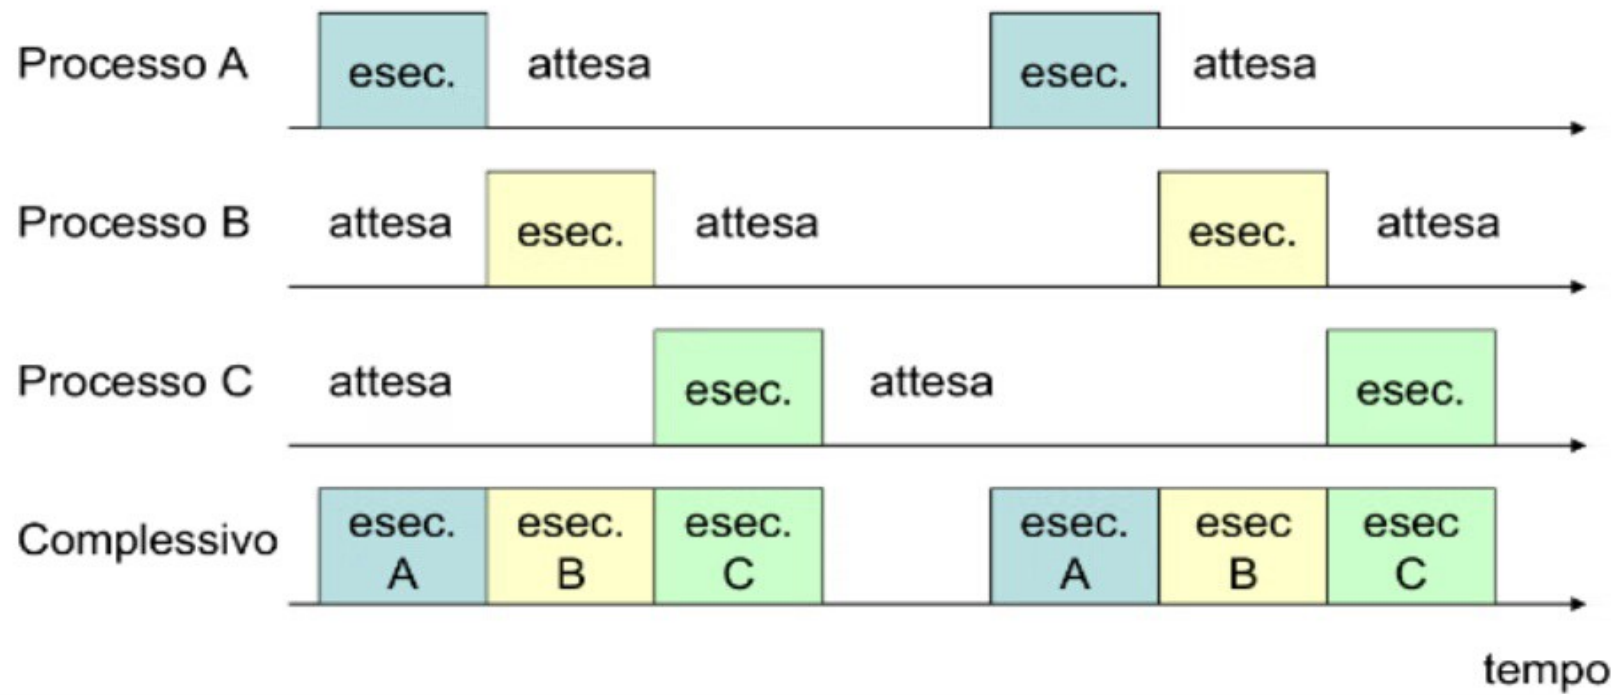 Processo A
esec.
attesa
esec.
attesa
Processo B
attesa
esec.
attesa
esec.
attesa
Processo C
attesa
esec.
attesa
esec.
Complessivo
esec.
A
esec.
B
esec.
C
esec.
A
esec
B
esec
C
tempo